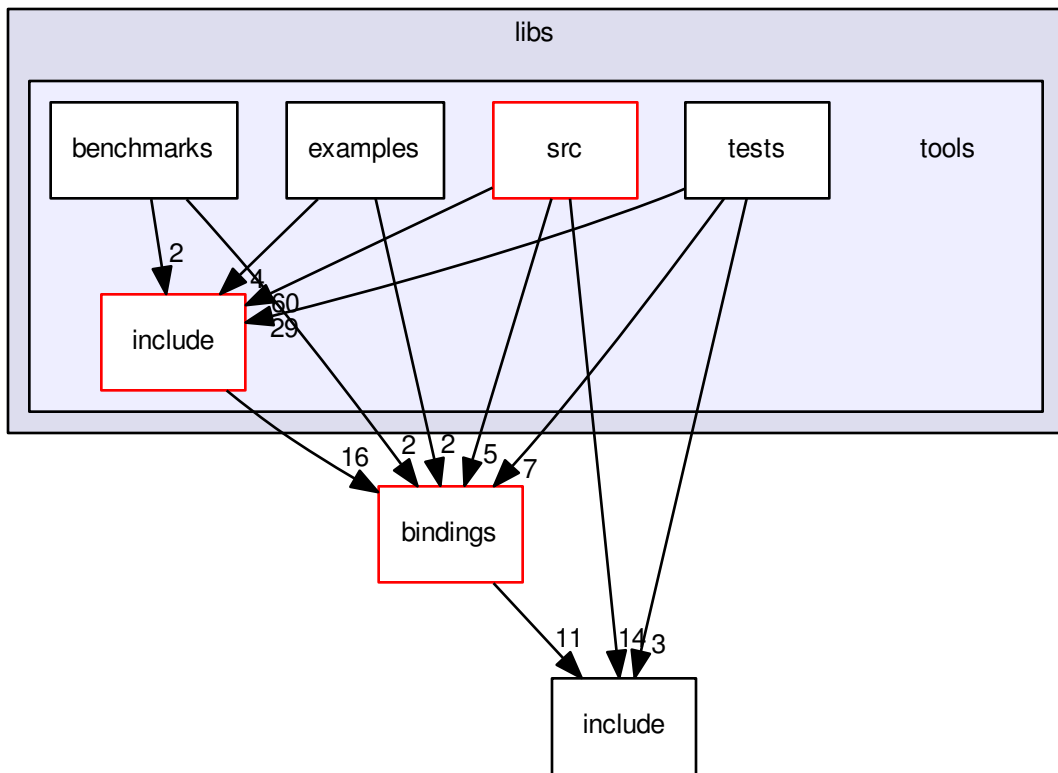 libs
benchmarks
examples
src
tests
tools
2
4
60
29
include
16
2
2
5
7
bindings
11
14
3
include